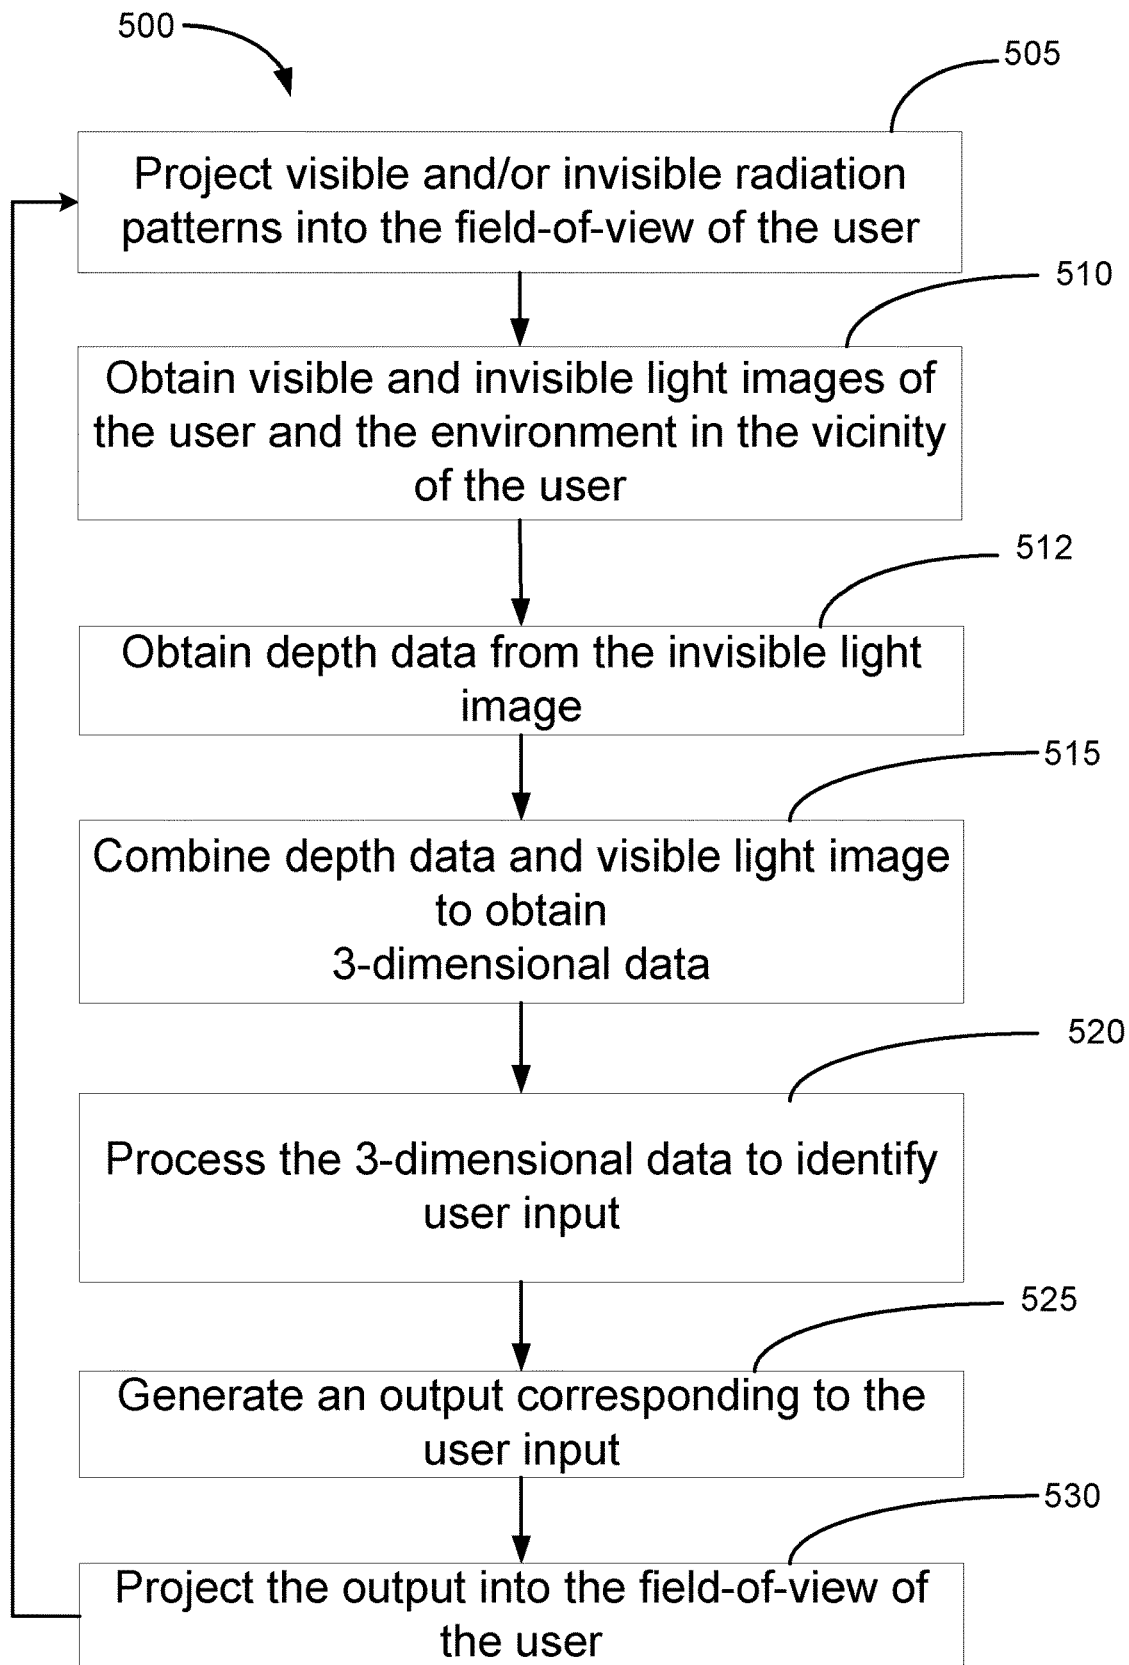 500
505
Project visible and/or invisible radiation
patterns into the field-of-view of the user
510
Obtain visible and invisible light images of
the user and the environment in the vicinity
of the user
512
Obtain depth data from the invisible light
image
515
Combine depth data and visible light image
to obtain
3-dimensional data
520
Process the 3-dimensional data to identify
user input
525
Generate an output corresponding to the
user input
530
Project the output into the field-of-view of
the user